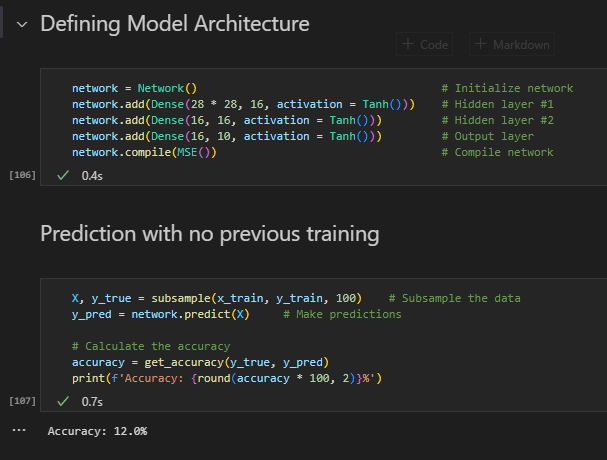 Defining Model Architecture
+ Code + Markdown
network = Network() # Initialize network
network.add(Dense(28 * 28, 16, activation = Tanh())) # Hidden layer #1
network.add(Dense(16, 16, activation = Tanh())) # Hidden layer #2
network.add(Dense(16, 10, activation = Tanh())) # Output layer
network.compile(MSE()) # Compile network
[106] ✓ 0.4s
Prediction with no previous training
X, y_true = subsample(x_train, y_train, 100) # Subsample the data
y_pred = network.predict(X) # Make predictions
# Calculate the accuracy
accuracy = get_accuracy(y_true, y_pred)
print(f'Accuracy: {round(accuracy * 100, 2)}%')
[107] ✓ 0.7s
... Accuracy: 12.0%